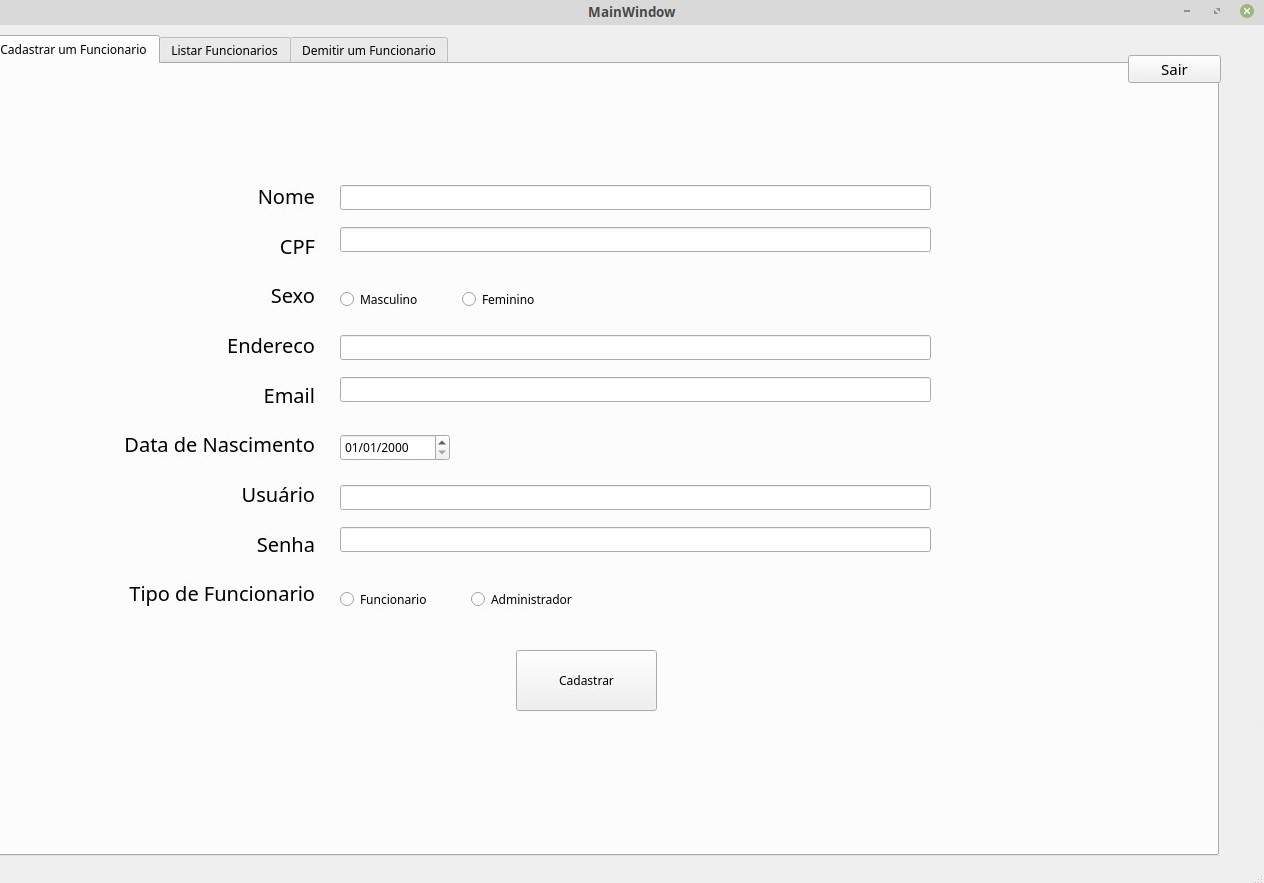 MainWindow
Cadastrar um Funcionario Listar Funcionarios Demitir um Funcionario
Sair
Nome
CPF
Sexo Masculino Feminino
Endereco
Email
Data de Nascimento 01/01/2000
Usuário
Senha
Tipo de Funcionario Funcionario Administrador
Cadastrar